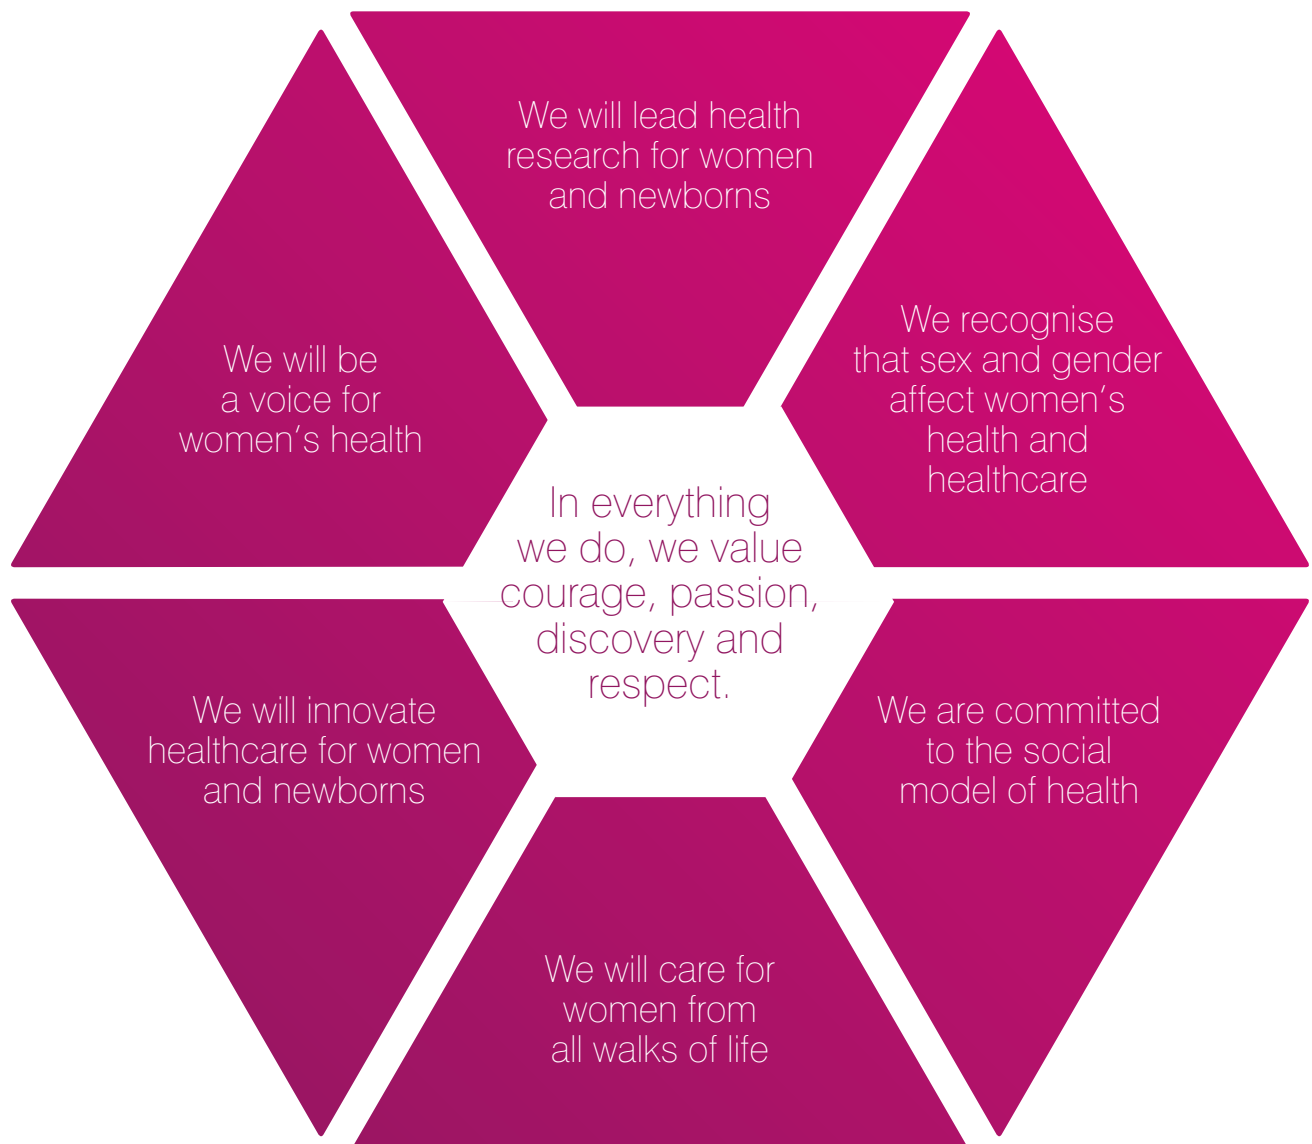 We will lead health
research for women
and newborns
We recognise
that sex and gender
affect women's
health and
healthcare
We are committed
to the social
model of health
We will care for
women from
all walks of life
We will innovate
healthcare for women
and newborns
We will be
a voice for
women's health
In everything
we do, we value
courage, passion,
discovery and
respect.